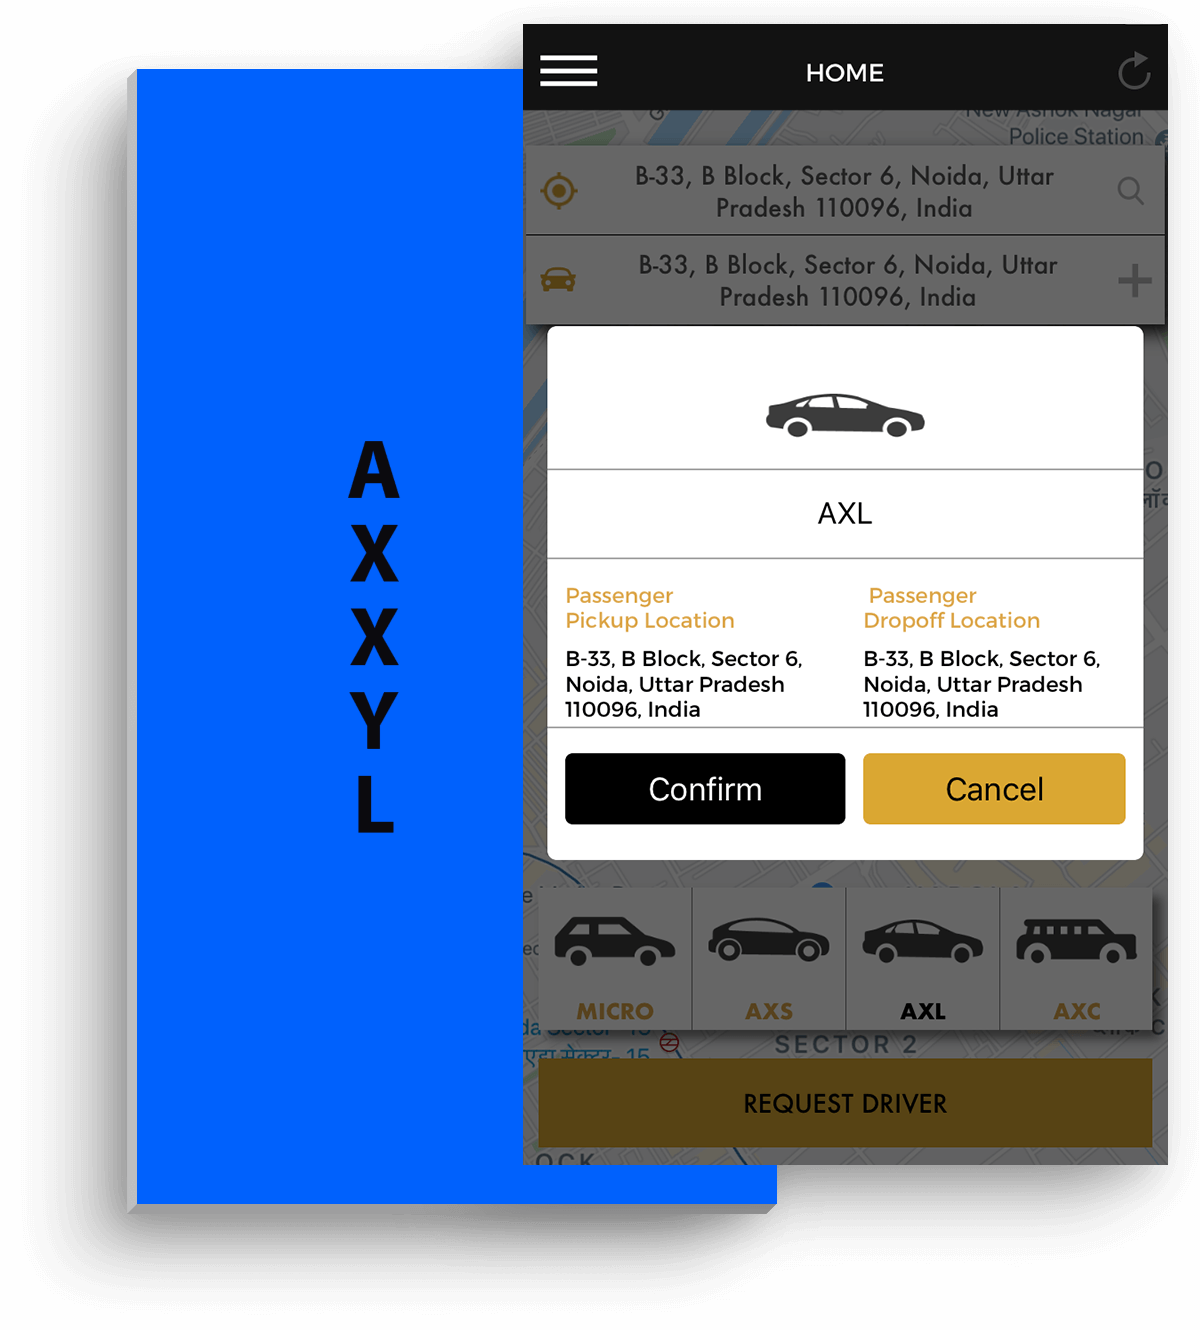 A
X
X
Y
L
HOME
New Ashok Nagar
Police Station
B-33, B Block, Sector 6, Noida, Uttar
Pradesh 110096, India
B-33, B Block, Sector 6, Noida, Uttar
Pradesh 110096, India
AXL
Passenger
Pickup Location
Passenger
Dropoff Location
B-33, B Block, Sector 6,
Noida, Uttar Pradesh
110096, India
B-33, B Block, Sector 6,
Noida, Uttar Pradesh
110096, India
Confirm
Cancel
MICRO
AXS
AXL
AXC
SECTOR 2
REQUEST DRIVER
OCK